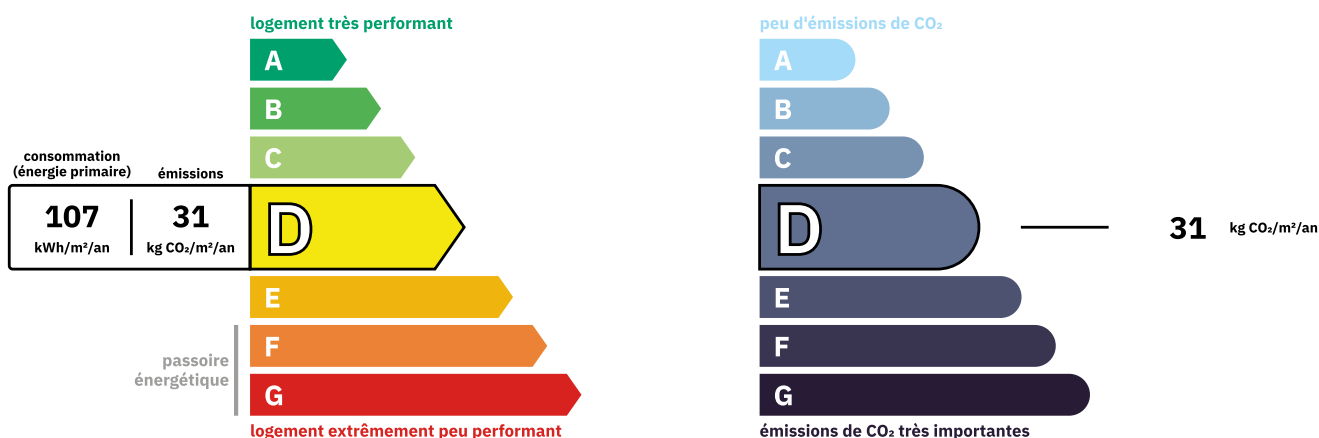 logement très performant
A
B
C
consommation
(énergie primaire)
émissions
107
kWh/m²/an
31
kg CO₂/m²/an
D
E
F
G
passoire
énergétique
logement extrêmement peu performant
peu d'émissions de CO₂
A
B
C
D
31
kg CO₂/m²/an
E
F
G
émissions de CO₂ très importantes